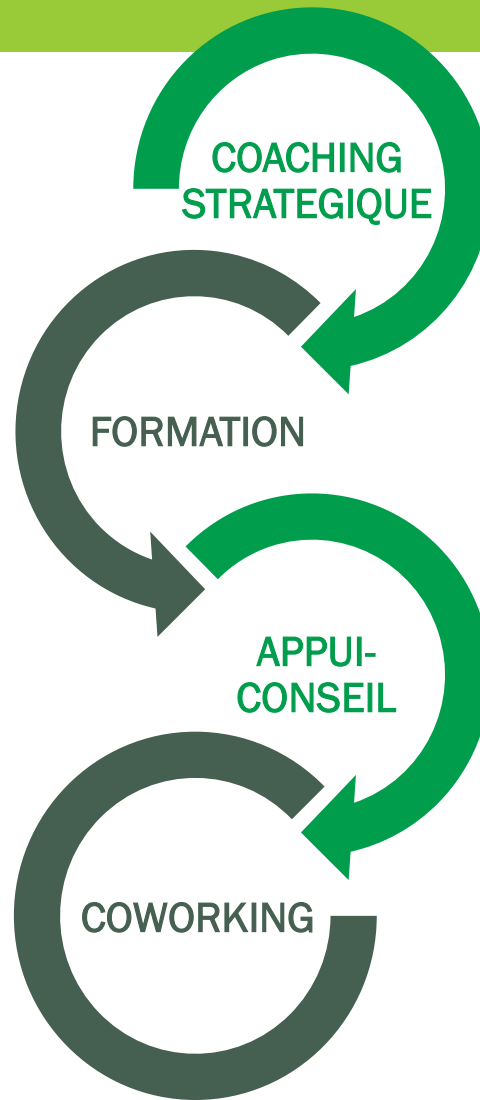 COACHING
STRATEGIQUE
FORMATION
APPUI-
CONSEIL
COWORKING